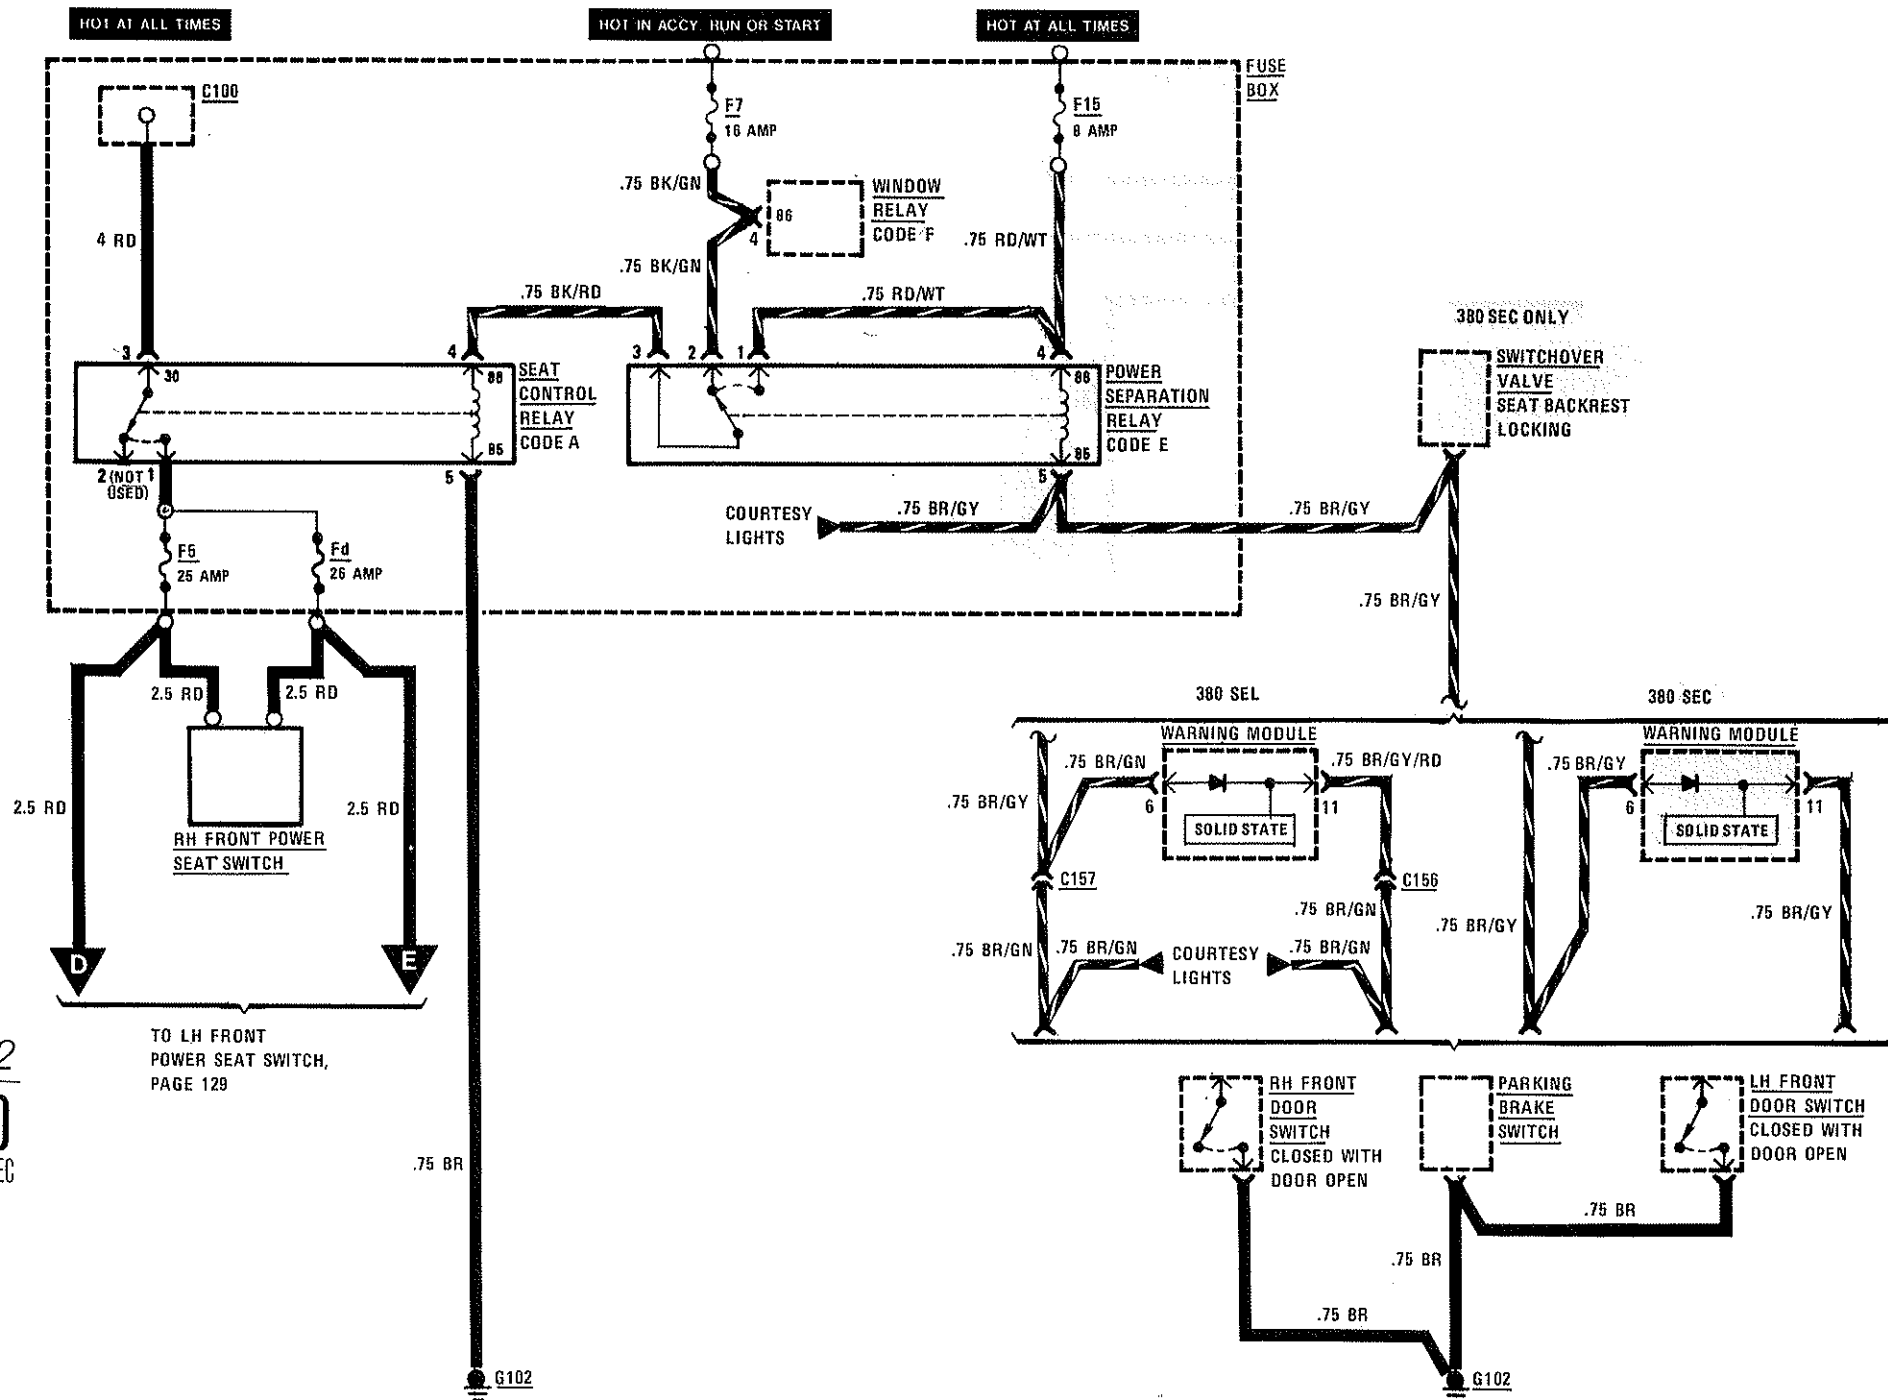 HOT AT ALL TIMES
HOT IN ACCY. RUN OR START
HOT AT ALL TIMES
FUSE
BOX
C100
F7
16 AMP
F15
8 AMP
.75 BK/GN
86
4
WINDOW
RELAY
CODE F
4 RD
.75 RD/WT
.75 BK/GN
.75 BK/RD
.75 RD/WT
380 SEC ONLY
3
4
3
2
1
4
30
86
SEAT
CONTROL
RELAY
CODE A
86
POWER
SEPARATION
RELAY
CODE E
SWITCHOVER
VALVE
SEAT BACKREST
LOCKING
85
85
2 (NOT 1
USED)
5
5
COURTESY
LIGHTS
.75 BR/GY
.75 BR/GY
F6
25 AMP
Fd
26 AMP
.75 BR/GY
2.5 RD
2.5 RD
380 SEL
380 SEC
WARNING MODULE
WARNING MODULE
.75 BR/GN
.75 BR/GY/RD
.75 BR/GY
2.5 RD
2.5 RD
.75 BR/GY
6
11
6
11
SOLID STATE
SOLID STATE
RH FRONT POWER
SEAT SWITCH
C157
C156
.75 BR/GN
.75 BR/GY
.75 BR/GY
.75 BR/GN
.75 BR/GN
COURTESY
LIGHTS
.75 BR/GN
D
E
TO LH FRONT
POWER SEAT SWITCH,
PAGE 129
2
EC
RH FRONT
DOOR
SWITCH
CLOSED WITH
DOOR OPEN
PARKING
BRAKE
SWITCH
LH FRONT
DOOR SWITCH
CLOSED WITH
DOOR OPEN
.75 BR
.75 BR
.75 BR
.75 BR
G102
G102